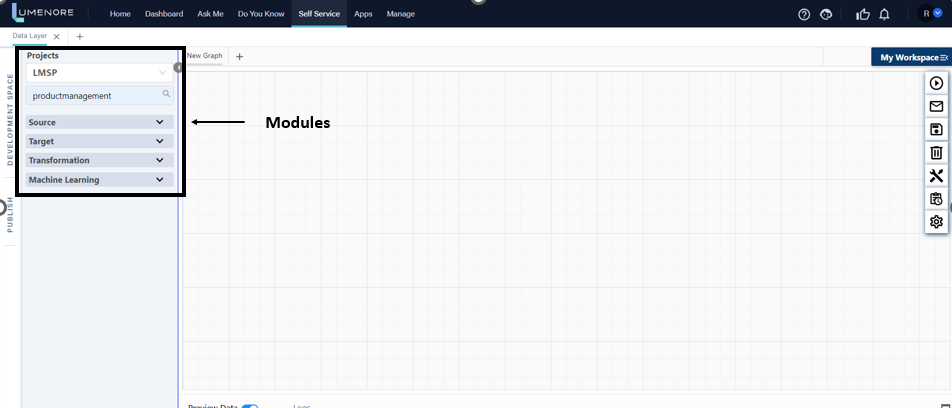 LUMENORE Home Dashboard Ask Me Do You Know Self Service Apps Manage R
Data Layer
Projects
New Graph
My Workspace
LMSP
productmanagement
Source
Target
Transformation
Machine Learning
Modules
DEVELOPMENT SPACE
PUBLISH
Preview Data Logs